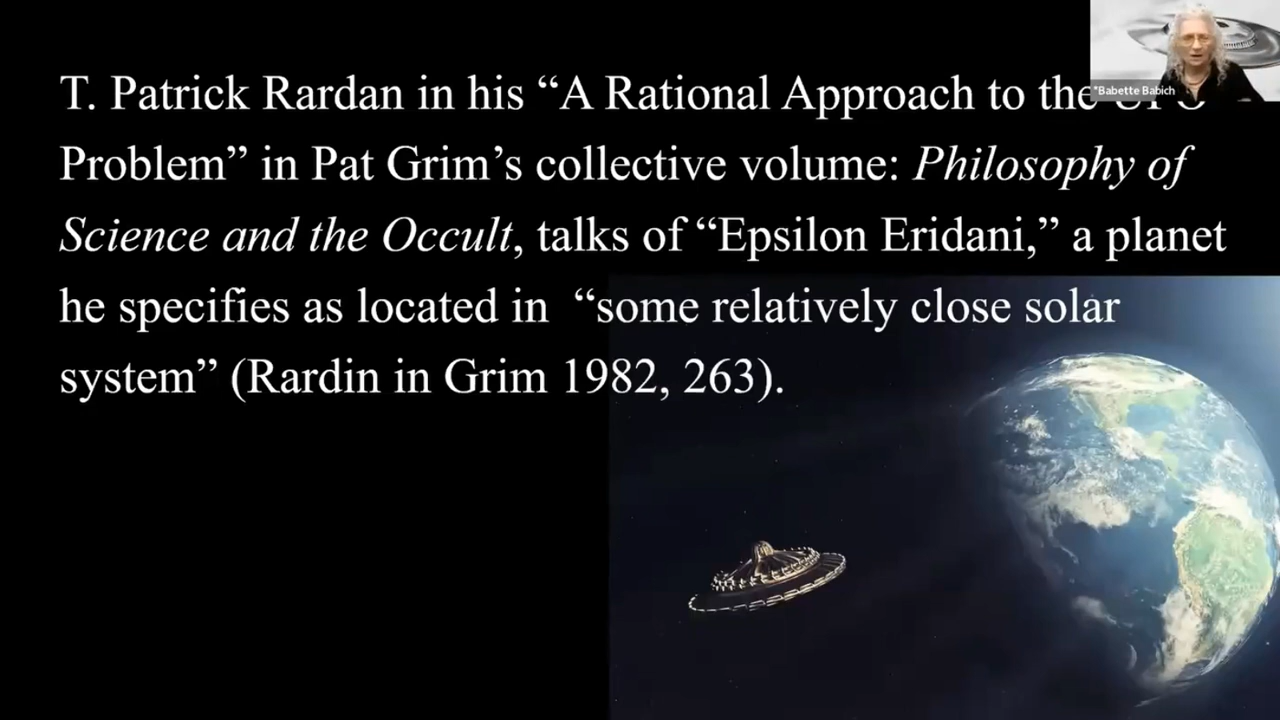 T. Patrick Rardan in his “A Rational Approach to the
Problem” in Pat Grim’s collective volume: Philosophy of
Science and the Occult, talks of “Epsilon Eridani,” a planet
he specifies as located in “some relatively close solar
system” (Rardin in Grim 1982, 263).
*Babette Babich